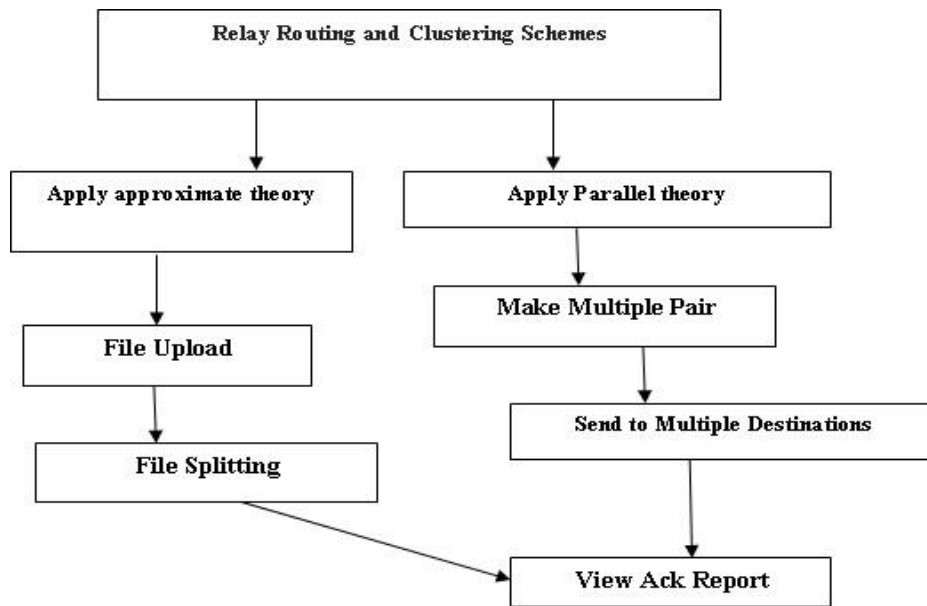 Relay Routing and Clustering Schemes
Apply approximate theory
Apply Parallel theory
Make Multiple Pair
File Upload
Send to Multiple Destinations
File Splitting
View Ack Report